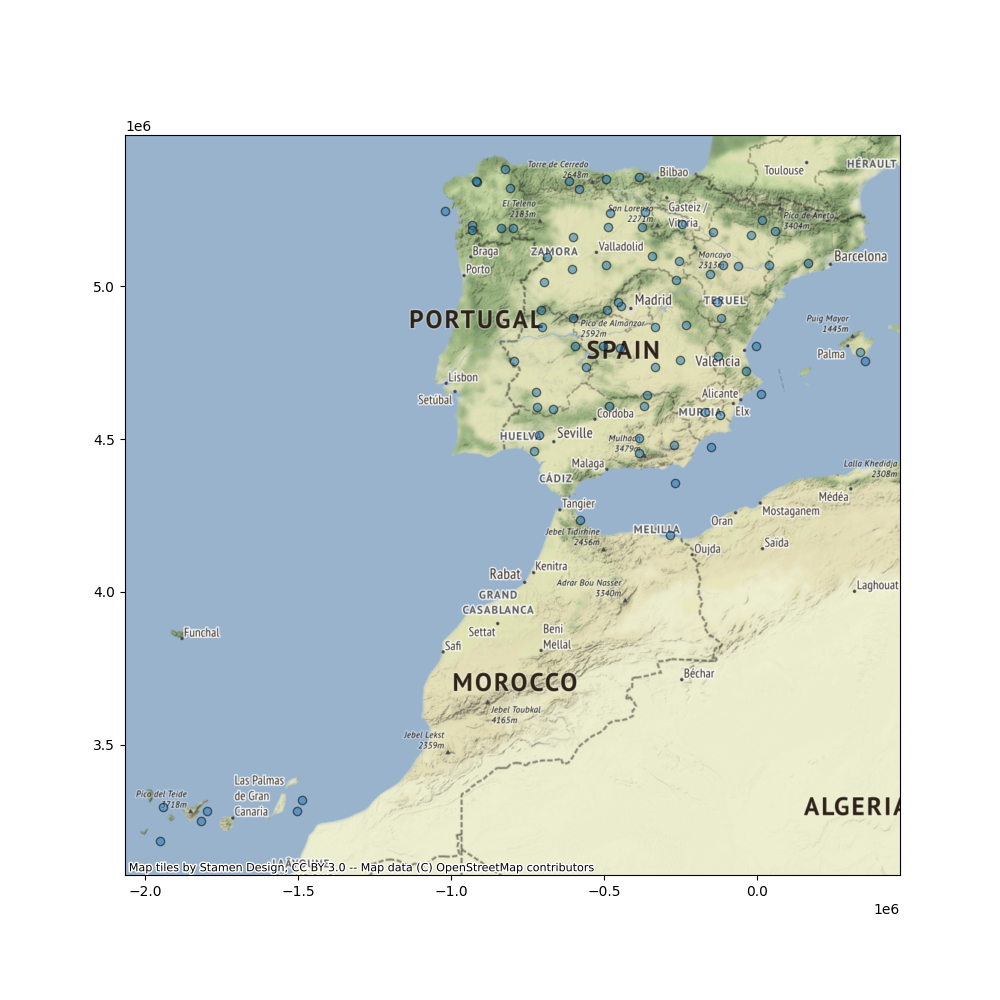 1e6
Torre de Cerredo
2648m
Bilbao
Toulouse
HÉRAULT
El Teleno
2183m
San Lorenzo
2271m
Gasteiz /
Vitoria
Pico de Aneto
3404m
Braga
ZAMORA
Valladolid
Moncayo
2313m
Barcelona
Porto
5.0
Madrid
TERUEL
PORTUGAL
Pico de Almanzor
2592m
SPAIN
Puig Mayor
1445m
Palma
València
Lisbon
Setúbal
Alicante
Cordoba
MURCIA
Elx
4.5
HUELVA
Seville
Mulhac
3479m
Malaga
CÁDIZ
Lalla Khedidja
2308m
Médéa
Tangier
Mostaganem
Jebel Tidirhine
2456m
MELILLA
Oran
Oujda
Saïda
4.0
Rabat
Kenitra
Adrar Bou Nasser
3340m
Laghouat
GRAND
CASABLANCA
Funchal
Settat
Beni
Mellal
Safi
MOROCCO
Béchar
Jebel Toubkal
4165m
3.5
Jebel Lekst
2359m
Pico del Teide
3718m
Las Palmas
de Gran
Canaria
ALGERIA
LAÂYOUNE
Map tiles by Stamen Design, CC BY 3.0 -- Map data (C) OpenStreetMap contributors
−2.0 −1.5 −1.0 −0.5 0.0
1e6